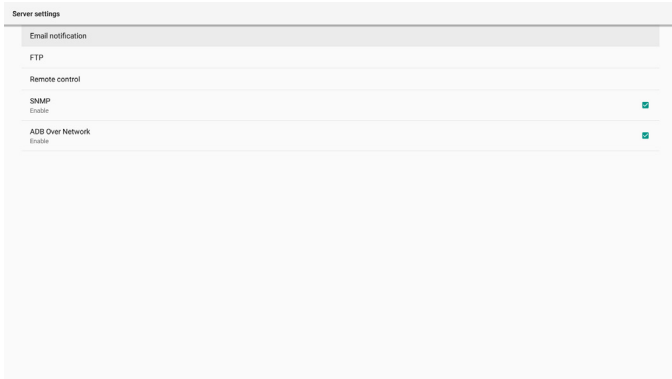 Server settings
Email notification
FTP
Remote control
SNMP
Enable
ADB Over Network
Enable